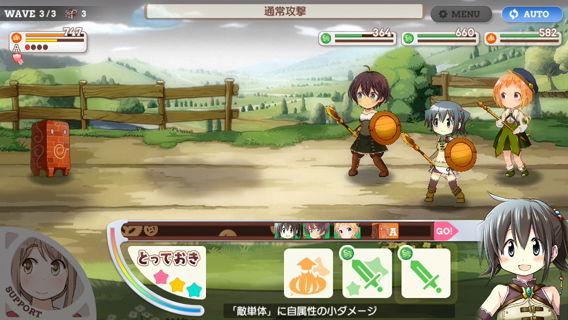 WAVE 3/3 3
通常攻撃
MENU
AUTO
747
364
660
582
A
A
GO!
とっておき
SUPPORT
「敵単体」に自属性の小ダメージ